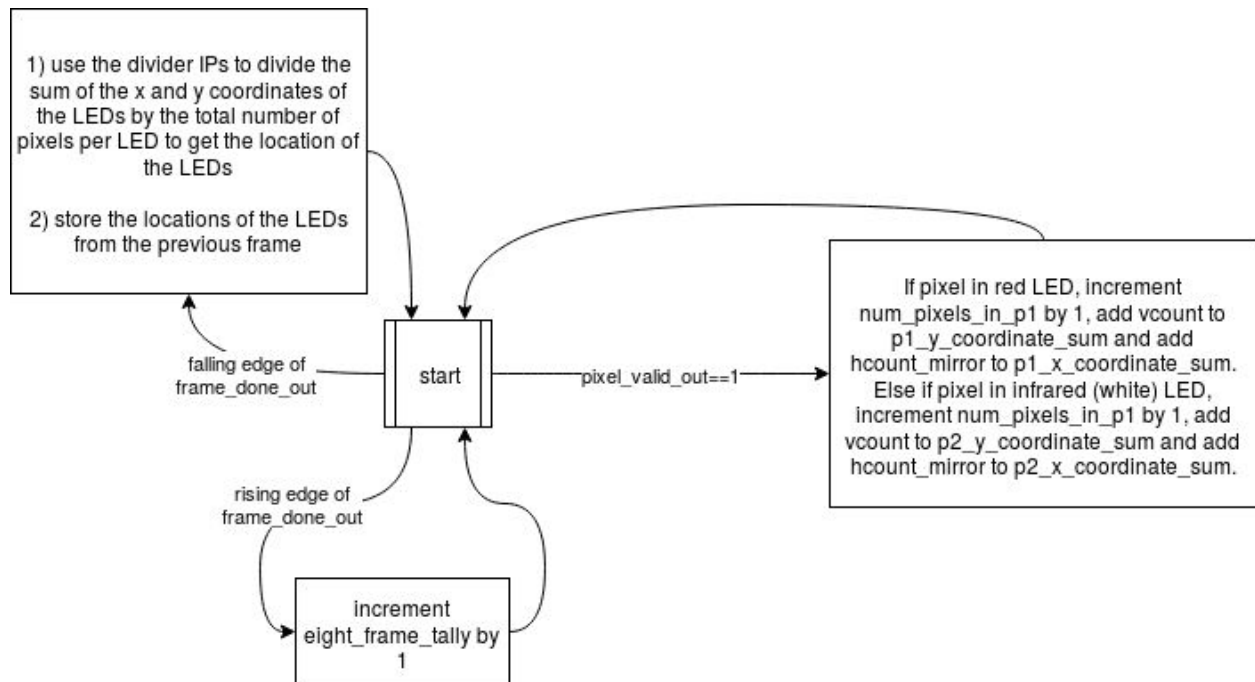 1) use the divider IPs to divide the
sum of the x and y coordinates of
the LEDs by the total number of
pixels per LED to get the location of
the LEDs
2) store the locations of the LEDs
from the previous frame
falling edge of
frame_done_out
start
pixel_valid_out==1
If pixel in red LED, increment
num_pixels_in_p1 by 1, add vcount to
p1_y_coordinate_sum and add
hcount_mirror to p1_x_coordinate_sum.
Else if pixel in infrared (white) LED,
increment num_pixels_in_p1 by 1, add
vcount to p2_y_coordinate_sum and add
hcount_mirror to p2_x_coordinate_sum.
rising edge of
frame_done_out
increment
eight_frame_tally by
1